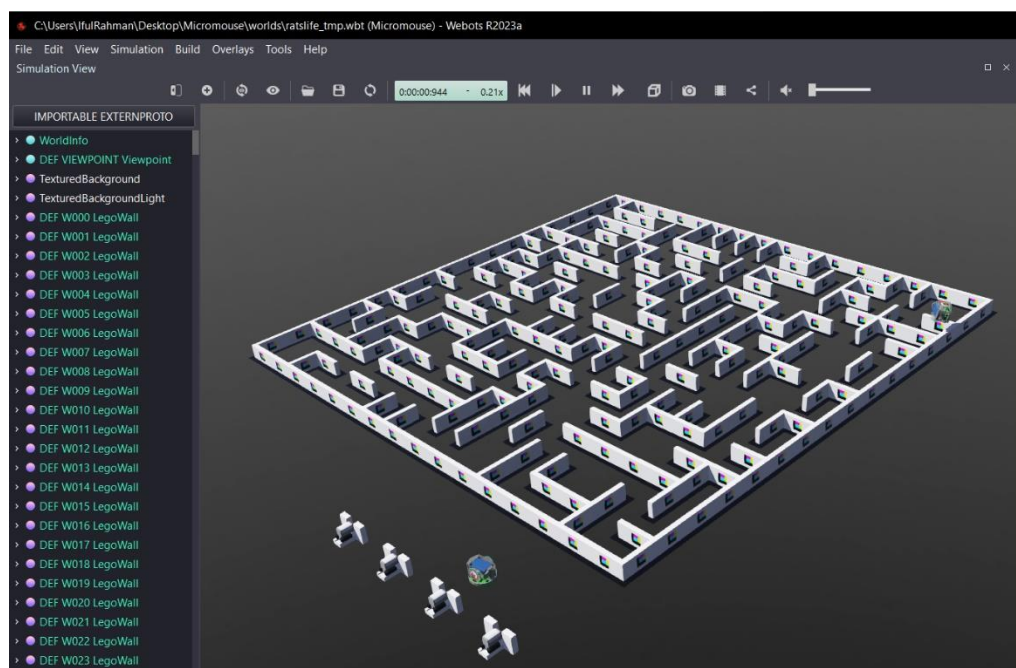 C:\Users\IfulRahman\Desktop\Micromouse\worlds\ratslife_tmp.wbt (Micromouse) - Webots R2023a
File Edit View Simulation Build Overlays Tools Help
Simulation View
0:00:00:944 - 0.21x
IMPORTABLE EXTERNPROTO
WorldInfo
DEF VIEWPOINT Viewpoint
TexturedBackground
TexturedBackgroundLight
DEF W000 LegoWall
DEF W001 LegoWall
DEF W002 LegoWall
DEF W003 LegoWall
DEF W004 LegoWall
DEF W005 LegoWall
DEF W006 LegoWall
DEF W007 LegoWall
DEF W008 LegoWall
DEF W009 LegoWall
DEF W010 LegoWall
DEF W011 LegoWall
DEF W012 LegoWall
DEF W013 LegoWall
DEF W014 LegoWall
DEF W015 LegoWall
DEF W016 LegoWall
DEF W017 LegoWall
DEF W018 LegoWall
DEF W019 LegoWall
DEF W020 LegoWall
DEF W021 LegoWall
DEF W022 LegoWall
DEF W023 LegoWall